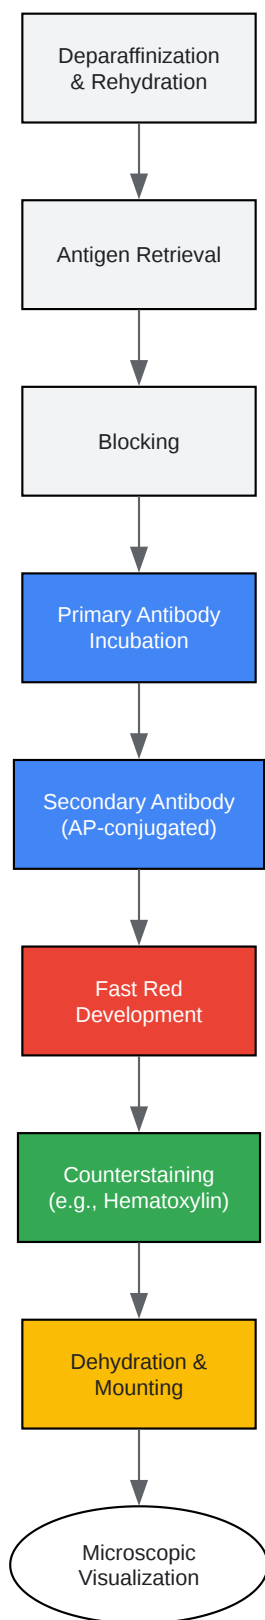 Deparaffinization
& Rehydration
Antigen Retrieval
Blocking
Primary Antibody
Incubation
Secondary Antibody
(AP-conjugated)
Fast Red
Development
Counterstaining
(e.g., Hematoxylin)
Dehydration &
Mounting
Microscopic
Visualization